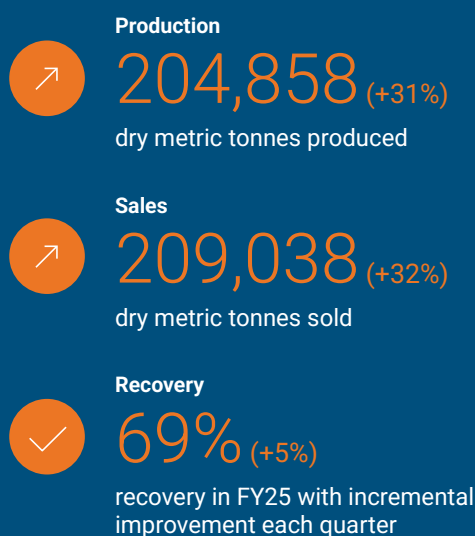 Production
204,858 (+31%)
dry metric tonnes produced
Sales
209,038 (+32%)
dry metric tonnes sold
Recovery
69% (+5%)
recovery in FY25 with incremental
improvement each quarter